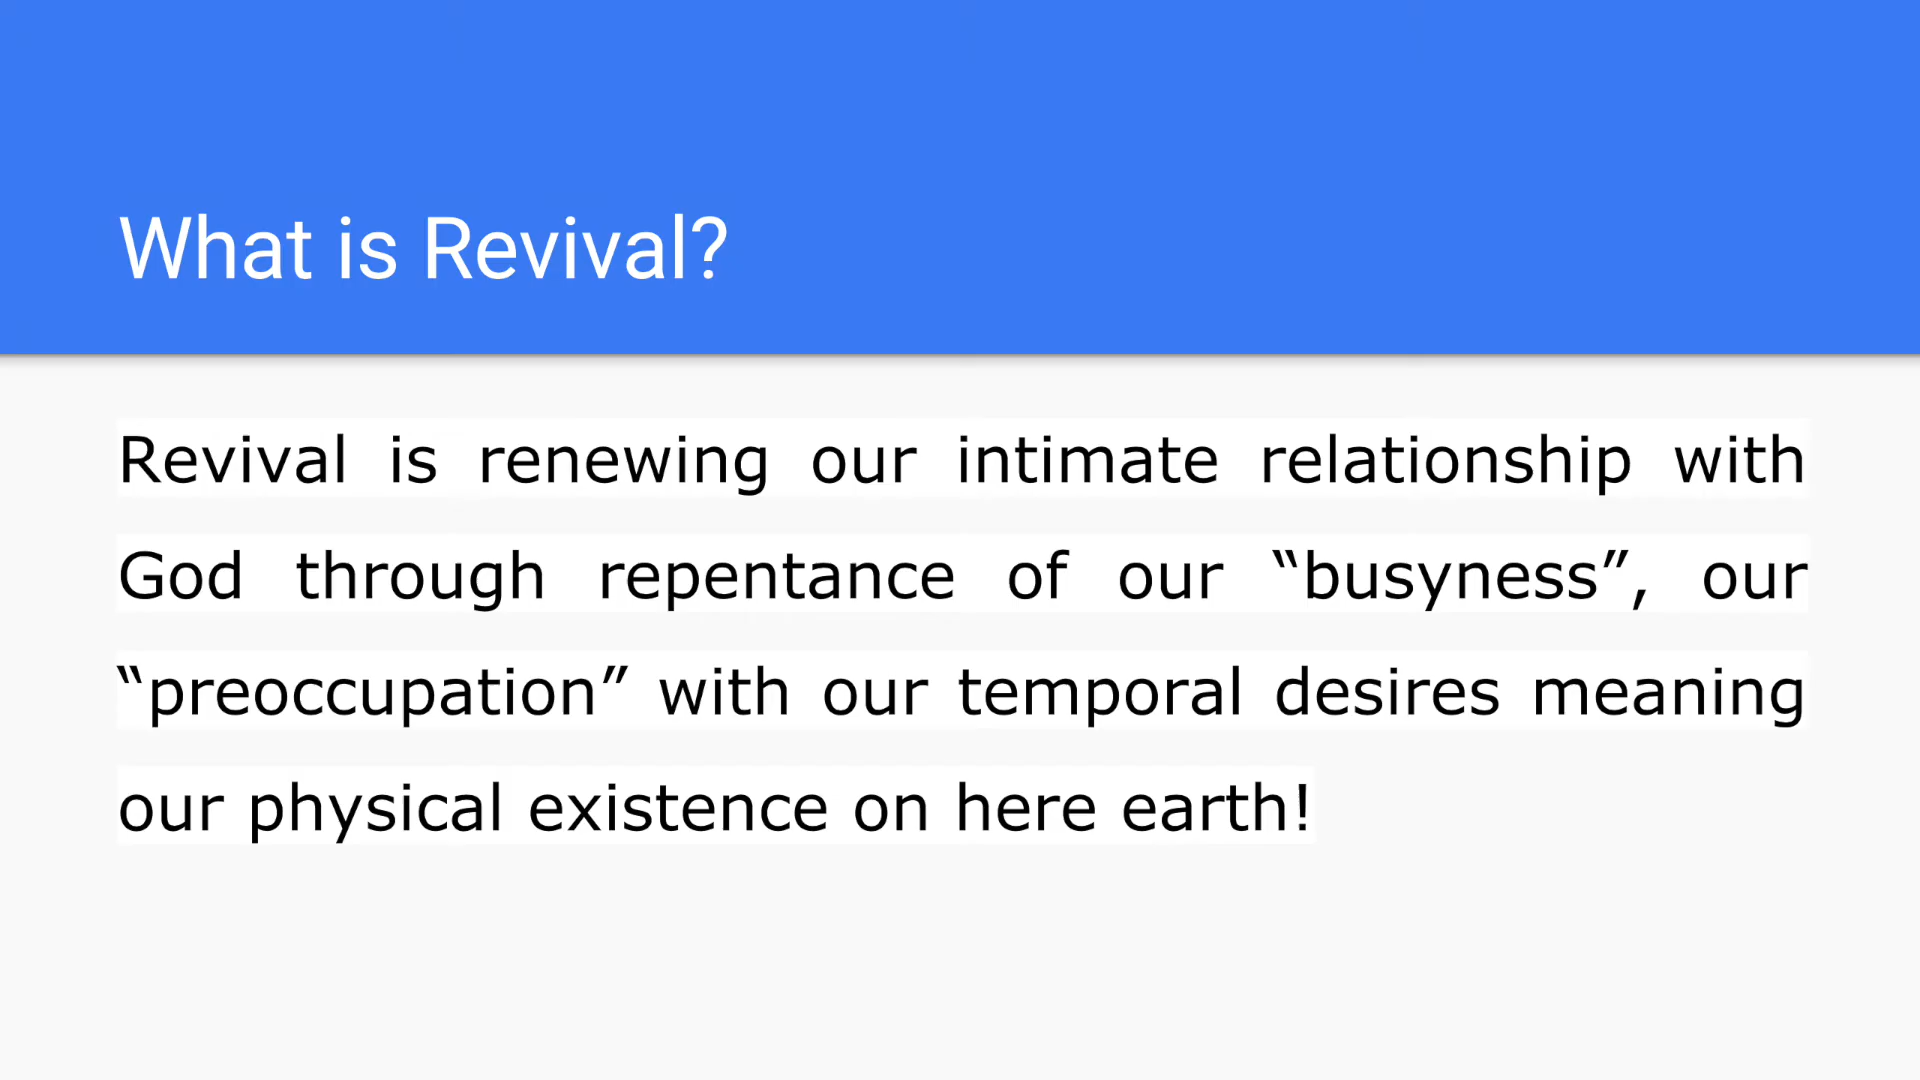 What is Revival?
Revival is renewing our intimate relationship with
God through repentance of our “busyness”, our
“preoccupation” with our temporal desires meaning
our physical existence on here earth!